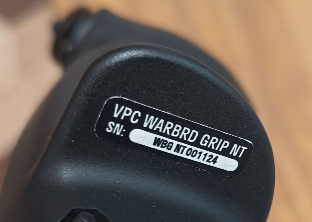 VPC WARBRD GRIP NT
SN: WBG NT001124